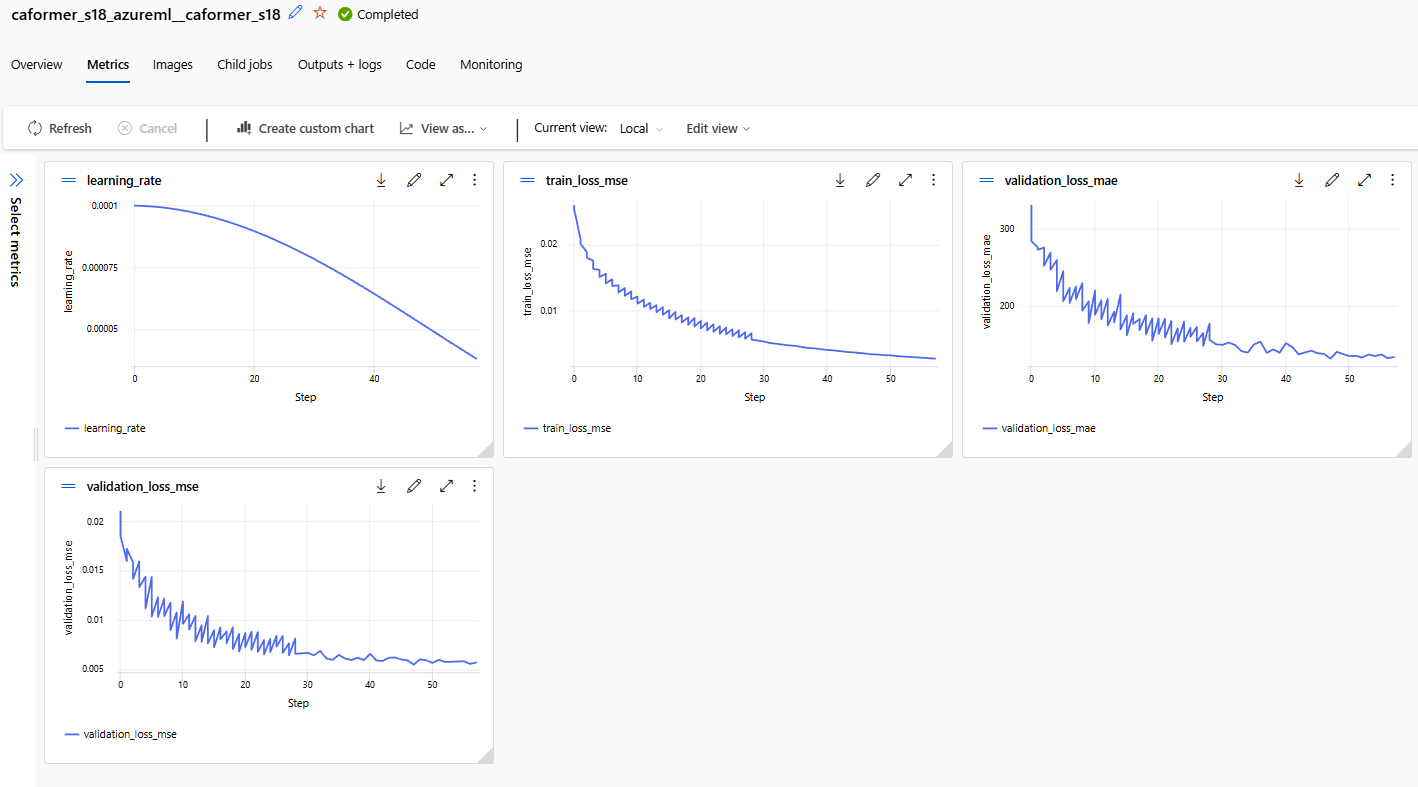 caformer_s18_azureml__caformer_s18 Completed
Overview Metrics Images Child jobs Outputs + logs Code Monitoring
Refresh Cancel Create custom chart View as... Current view: Local Edit view
Select metrics
learning_rate
0.0001
0.000075
0.00005
learning_rate
0 20 40
Step
learning_rate
train_loss_mse
0.02
0.01
train_loss_mse
0 10 20 30 40 50
Step
train_loss_mse
validation_loss_mae
300
200
validation_loss_mae
0 10 20 30 40 50
Step
validation_loss_mae
validation_loss_mse
0.02
0.015
0.01
0.005
validation_loss_mse
0 10 20 30 40 50
Step
validation_loss_mse